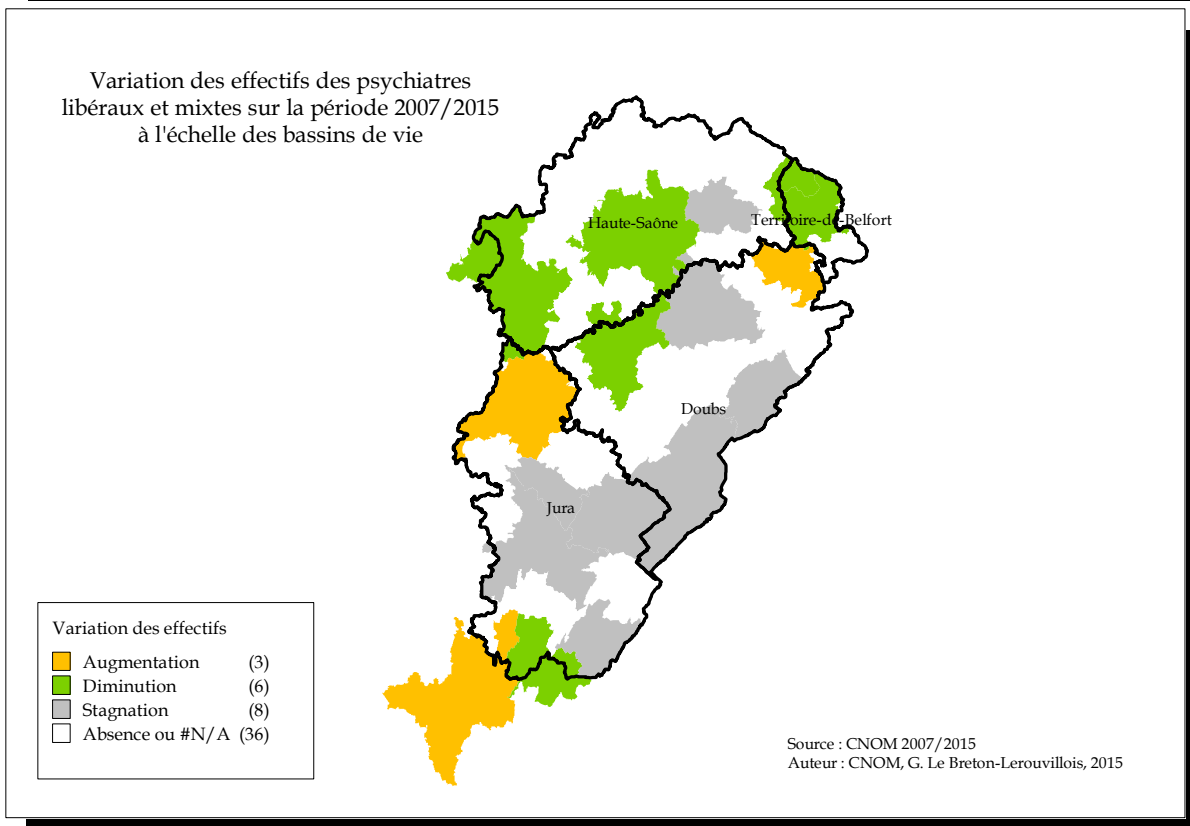 Variation des effectifs des psychiatres
libéraux et mixtes sur la période 2007/2015
à l'échelle des bassins de vie
Haute-Saône
Territoire-de-Belfort
Doubs
Jura
Variation des effectifs
Augmentation (3)
Diminution (6)
Stagnation (8)
Absence ou #N/A (36)
Source : CNOM 2007/2015
Auteur : CNOM, G. Le Breton-Lerouvillois, 2015